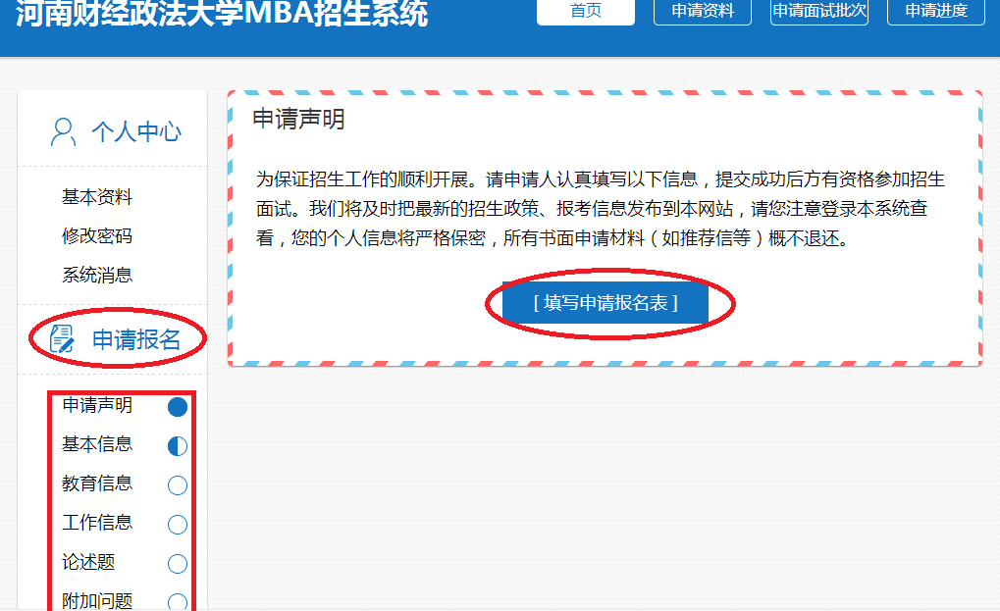 河南财经政法大学MBA招生系统
首页
申请资料
申请面试批次
申请进度
个人中心
基本资料
修改密码
系统消息
申请报名
申请声明
基本信息
教育信息
工作信息
论述题
附加问题
申请声明
为保证招生工作的顺利开展。请申请人认真填写以下信息，提交成功后方有资格参加招生
面试。我们将及时把最新的招生政策、报考信息发布到本网站，请您注意登录本系统查
看，您的个人信息将严格保密，所有书面申请材料（如推荐信等）概不退还。
[ 填写申请报名表 ]